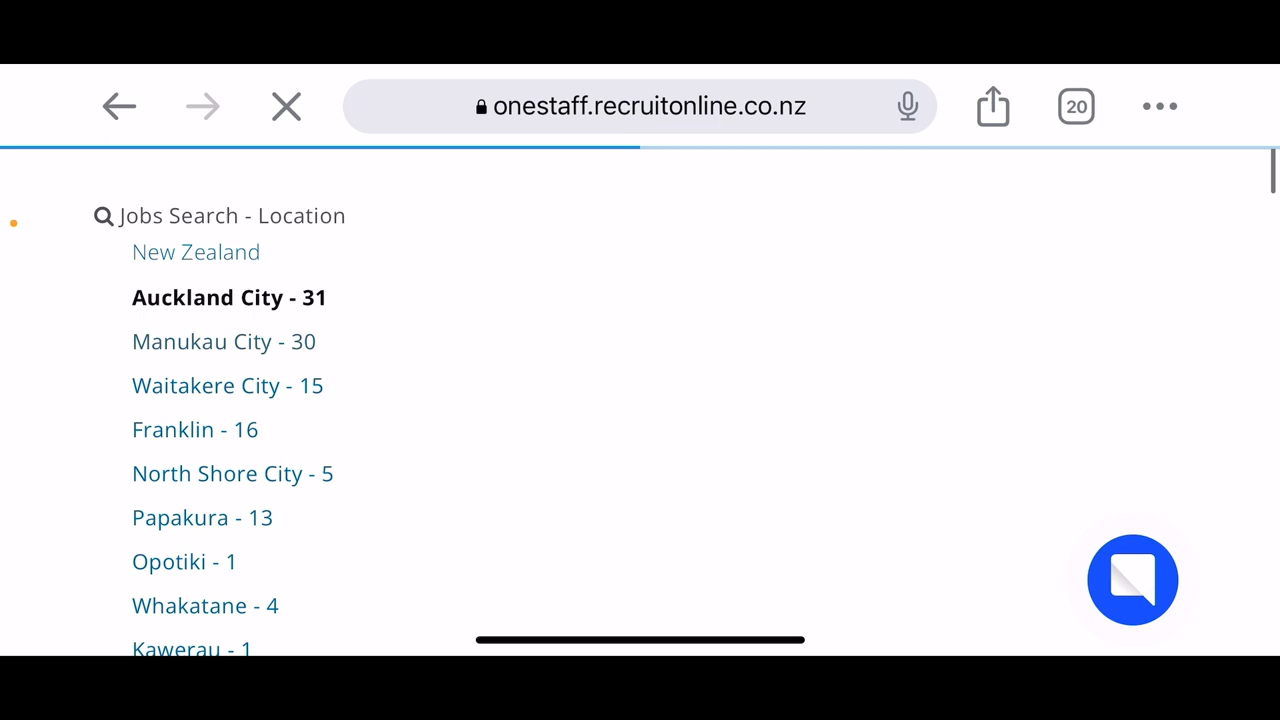 onestaff.recruitonline.co.nz
20
Jobs Search - Location
New Zealand
Auckland City - 31
Manukau City - 30
Waitakere City - 15
Franklin - 16
North Shore City - 5
Papakura - 13
Opotiki - 1
Whakatane - 4
Kawerau - 1